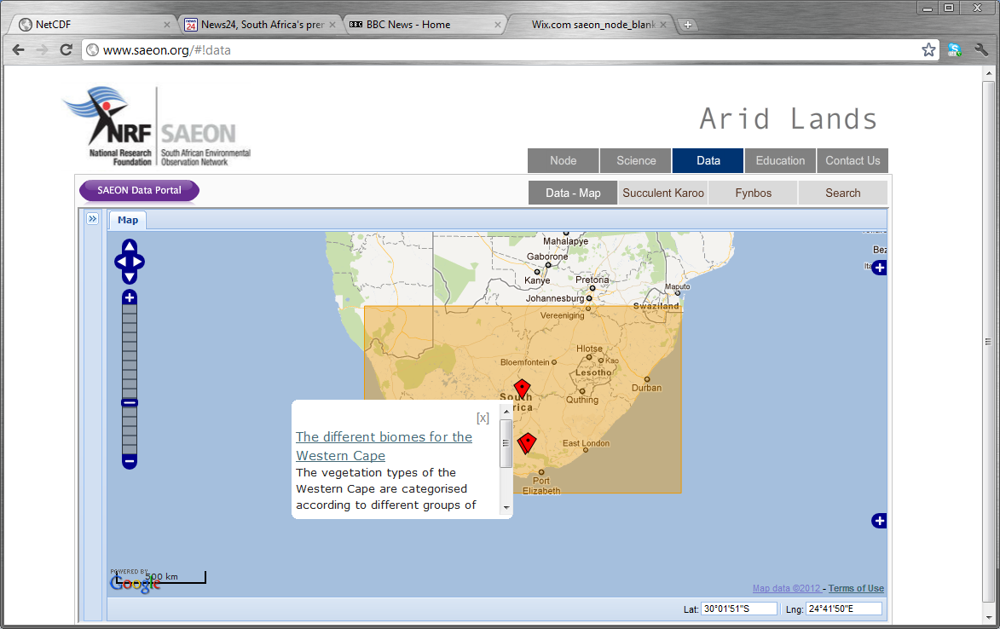 NetCDF
News24, South Africa's prer
BBC News - Home
Wix.com saeon_node_blank
www.saeon.org/#!data
NRF SAEON
National Research Foundation
South African Environmental Observation Network
Arid Lands
Node
Science
Data
Education
Contact Us
SAEON Data Portal
Data - Map
Succulent Karoo
Fynbos
Search
Map
Mahalapye
Gaborone
Kanye
Pretoria
Johannesburg
Maputo
Swaziland
Vereeniging
Bez
Ita
Hlotse
Kao
Bloemfontein
Lesotho
Durban
Quthing
South
rica
East London
Port
Elizabeth
[x]
The different biomes for the
Western Cape
The vegetation types of the
Western Cape are categorised
according to different groups of
POWERED BY
Google
500 km
Map data ©2012 - Terms of Use
Lat: 30°01'51"S Lng: 24°41'50"E